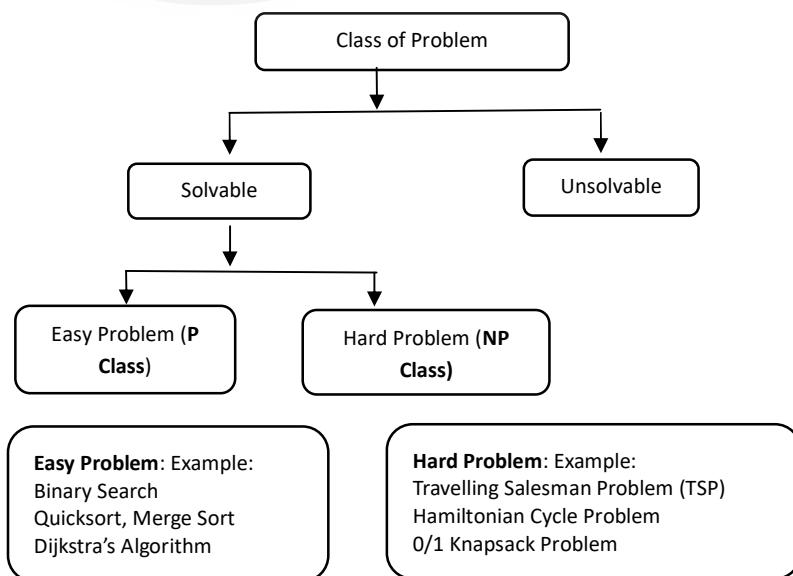 Class of Problem
Solvable
Unsolvable
Easy Problem (P
Class)
Hard Problem (NP
Class)
Easy Problem: Example:
Binary Search
Quicksort, Merge Sort
Dijkstra’s Algorithm
Hard Problem: Example:
Travelling Salesman Problem (TSP)
Hamiltonian Cycle Problem
0/1 Knapsack Problem